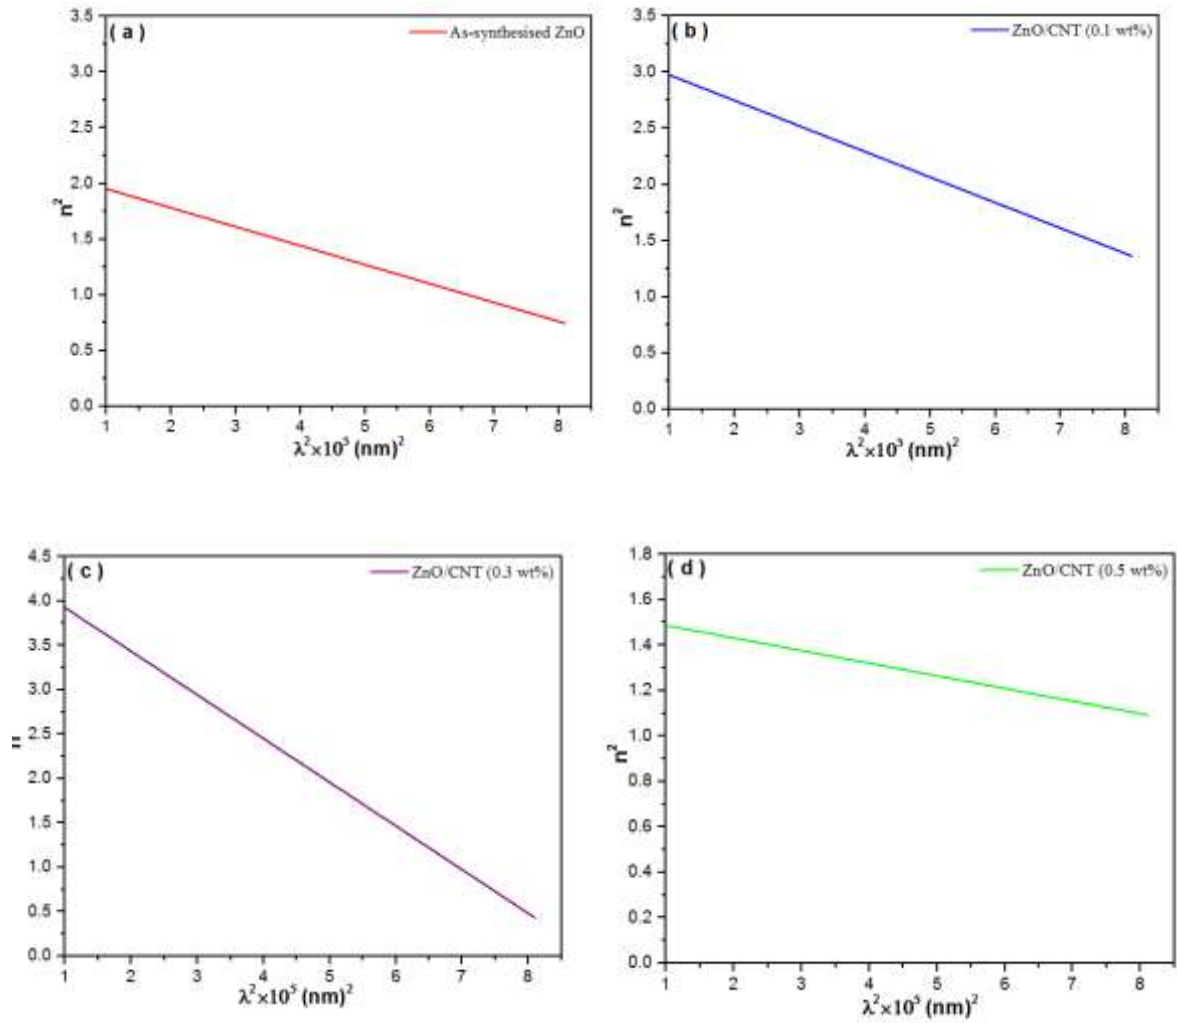 ( a )
As-synthesised ZnO
3.5
3.0
2.5
2.0
1.5
1.0
0.5
0.0
n²
1 2 3 4 5 6 7 8
λ²×10⁵ (nm)²
( b )
ZnO/CNT (0.1 wt%)
3.5
3.0
2.5
2.0
1.5
1.0
0.5
0.0
n²
1 2 3 4 5 6 7 8
λ²×10⁵ (nm)²
( c )
ZnO/CNT (0.3 wt%)
4.5
4.0
3.5
3.0
2.5
2.0
1.5
1.0
0.5
0.0
1 2 3 4 5 6 7 8
λ²×10⁵ (nm)²
( d )
ZnO/CNT (0.5 wt%)
1.8
1.6
1.4
1.2
1.0
0.8
0.6
0.4
0.2
0.0
n²
1 2 3 4 5 6 7 8
λ²×10⁵ (nm)²